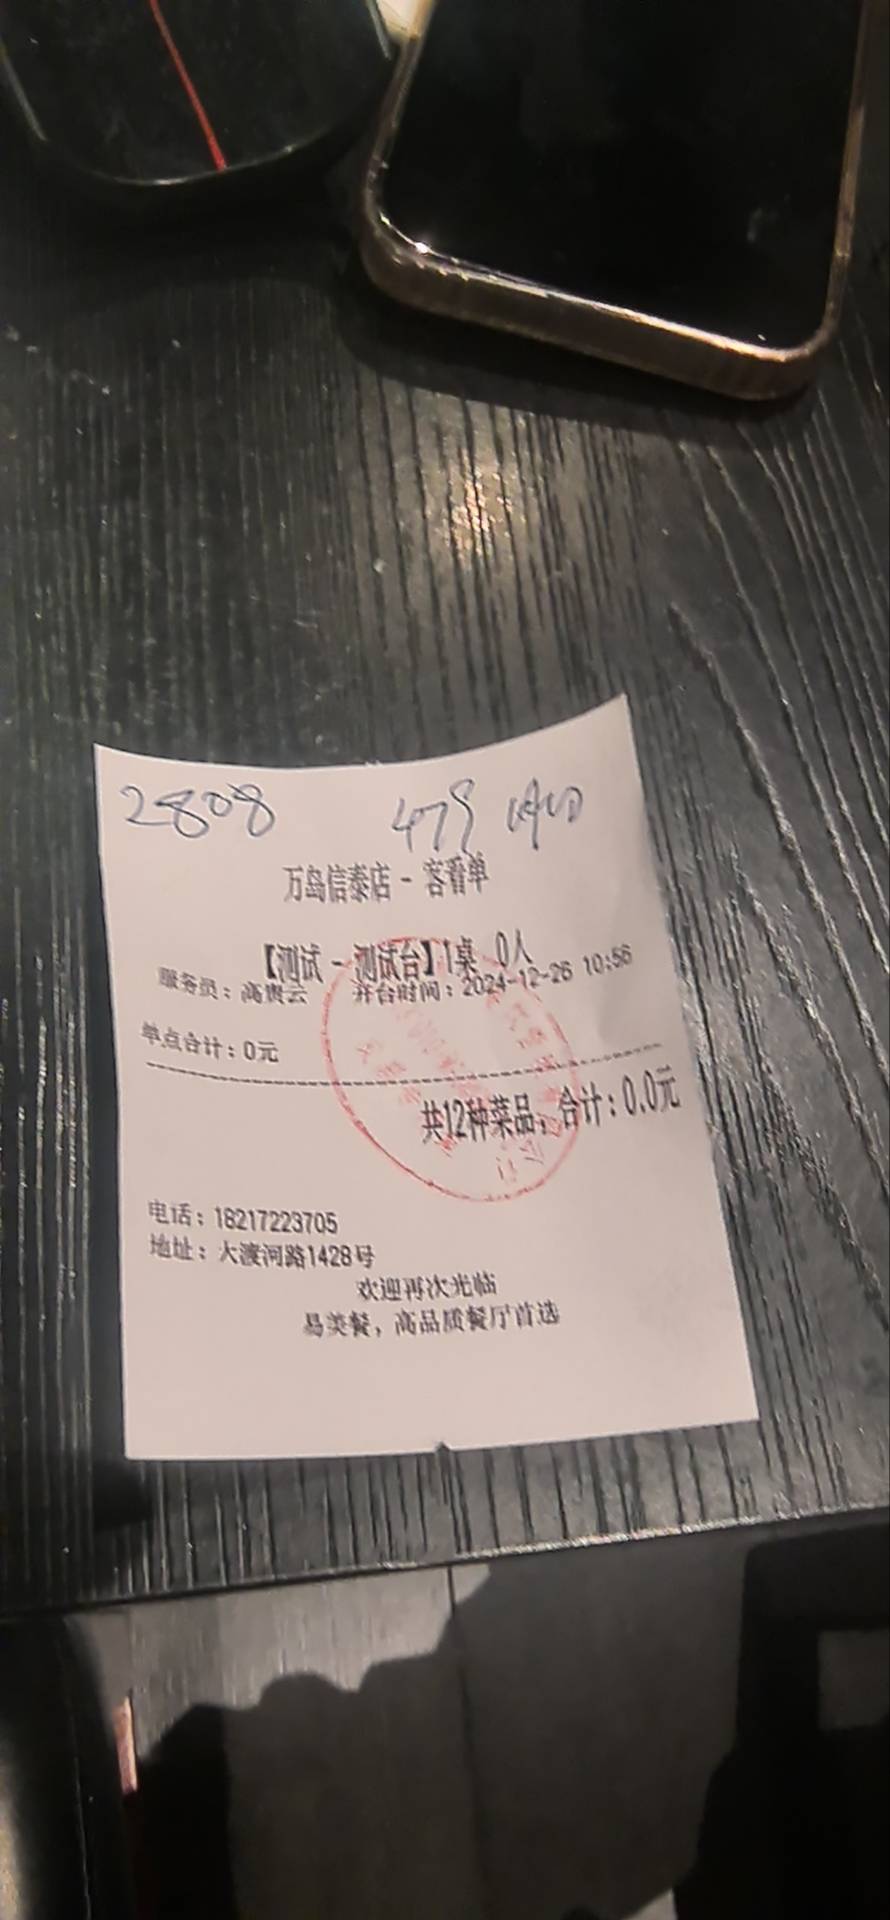 2808 479
万岛信泰店 - 客看单
【测试 - 测试台】1桌 0人
服务员：高贵云 开台时间：2024-12-26 10:56
单点合计：0元
共12种菜品，合计：0.0元
电话：18217223705
地址：大渡河路1428号
欢迎再次光临
易美餐，高品质餐厅首选